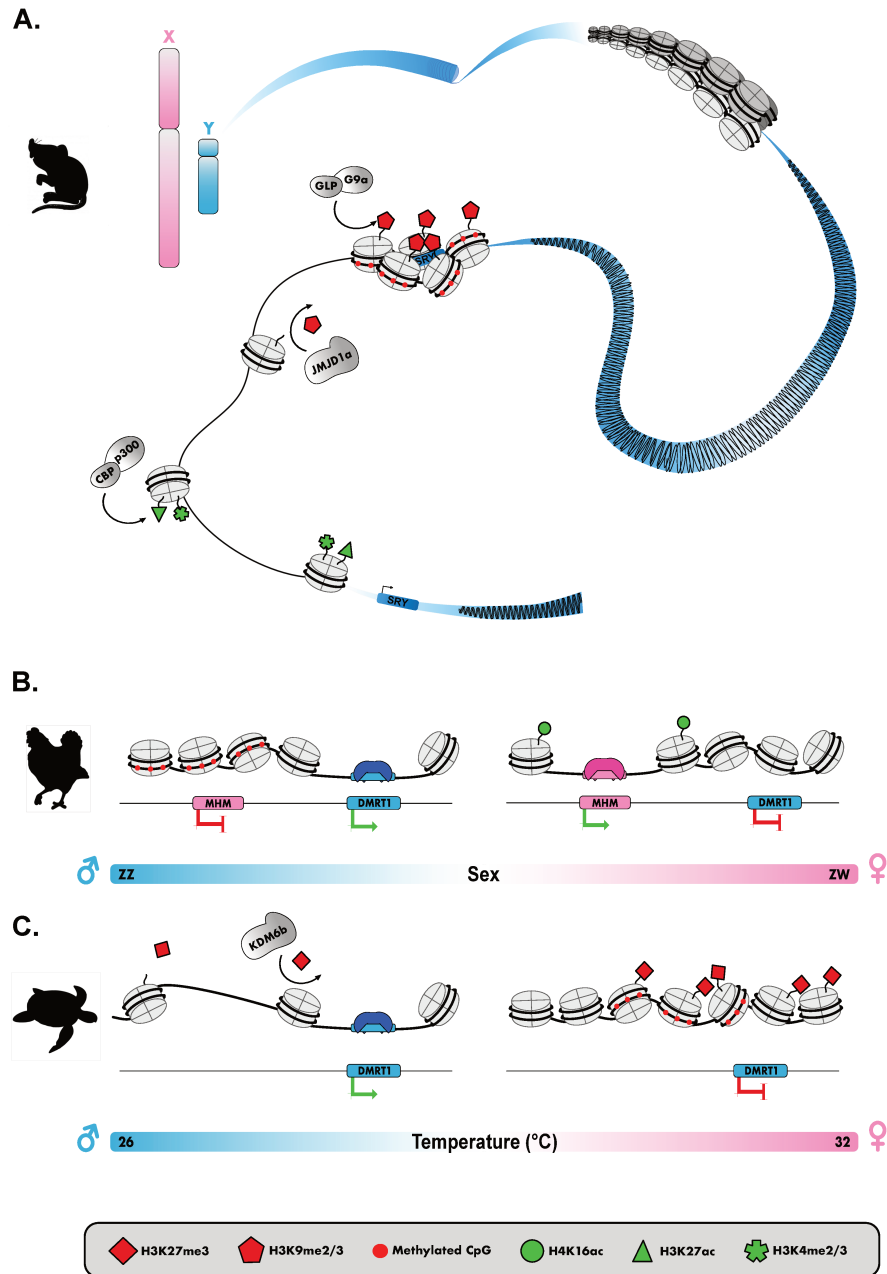 A.
X
Y
GLP G9a
SRY
JMJD1a
CBP p300
SRY
B.
MHM DMRT1 MHM DMRT1
♂ ZZ Sex ZW ♀
C.
KDM6b
DMRT1 DMRT1
♂ 26 Temperature (°C) 32 ♀
H3K27me3 H3K9me2/3 Methylated CpG H4K16ac H3K27ac H3K4me2/3